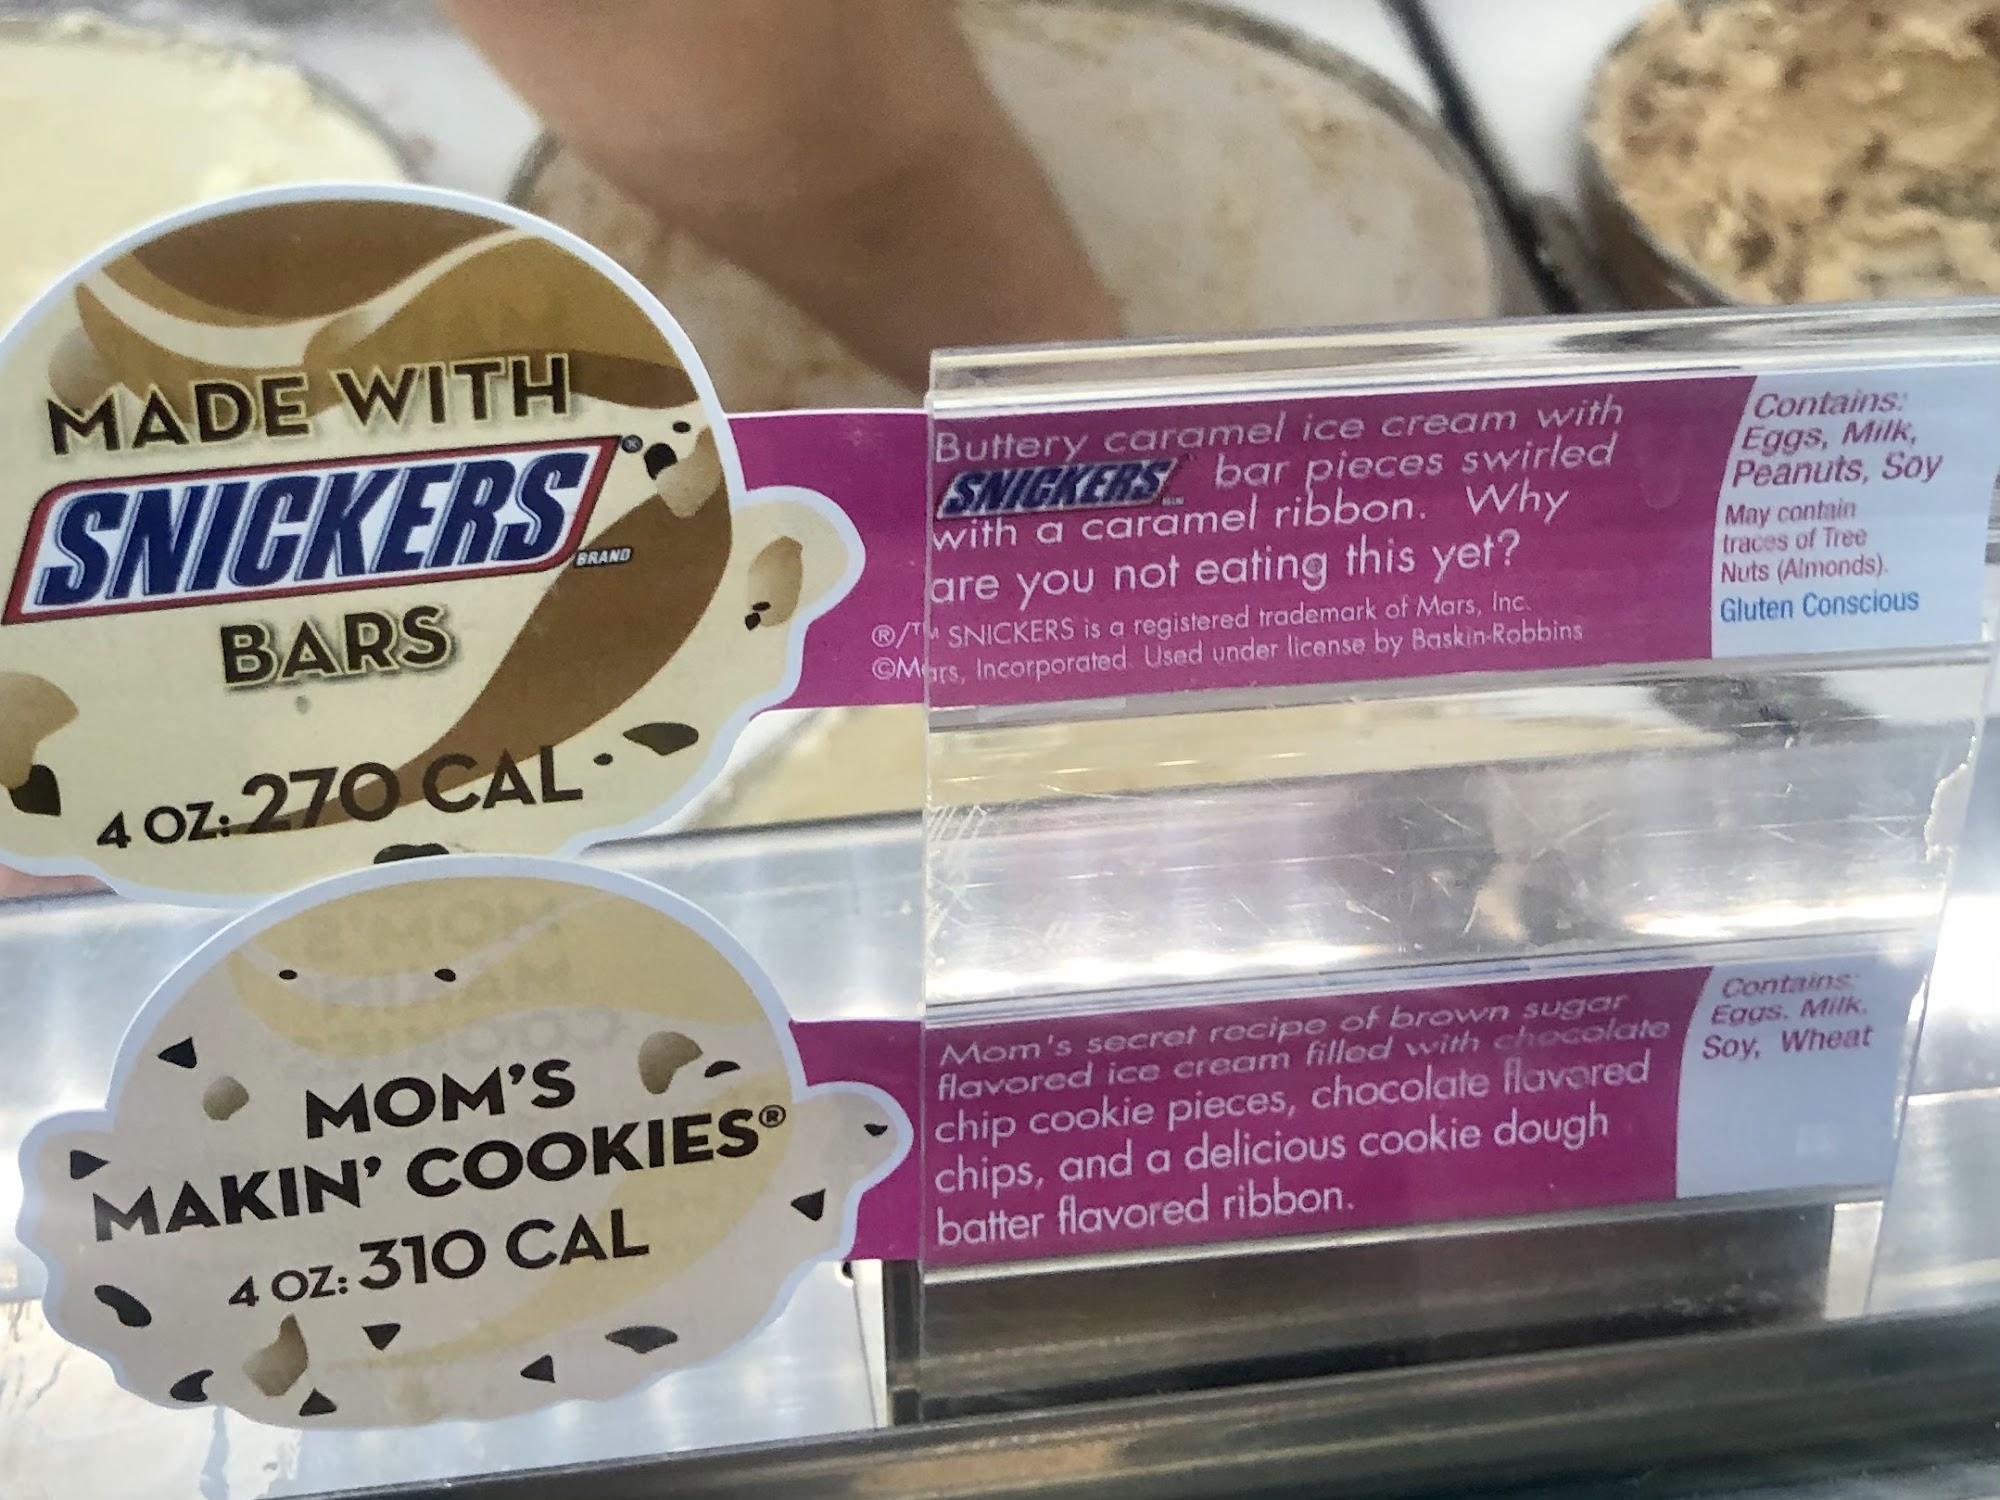 MADE WITH
SNICKERS®
BRAND
BARS
4 OZ: 270 CAL
Buttery caramel ice cream with
SNICKERS bar pieces swirled
with a caramel ribbon. Why
are you not eating this yet?
®/™ SNICKERS is a registered trademark of Mars, Inc.
©Mars, Incorporated. Used under license by Baskin-Robbins
Contains:
Eggs, Milk,
Peanuts, Soy
May contain
traces of Tree
Nuts (Almonds).
Gluten Conscious
MOM'S
MAKIN' COOKIES®
4 OZ: 310 CAL
Mom's secret recipe of brown sugar
flavored ice cream filled with chocolate
chip cookie pieces, chocolate flavored
chips, and a delicious cookie dough
batter flavored ribbon.
Contains:
Eggs, Milk,
Soy, Wheat